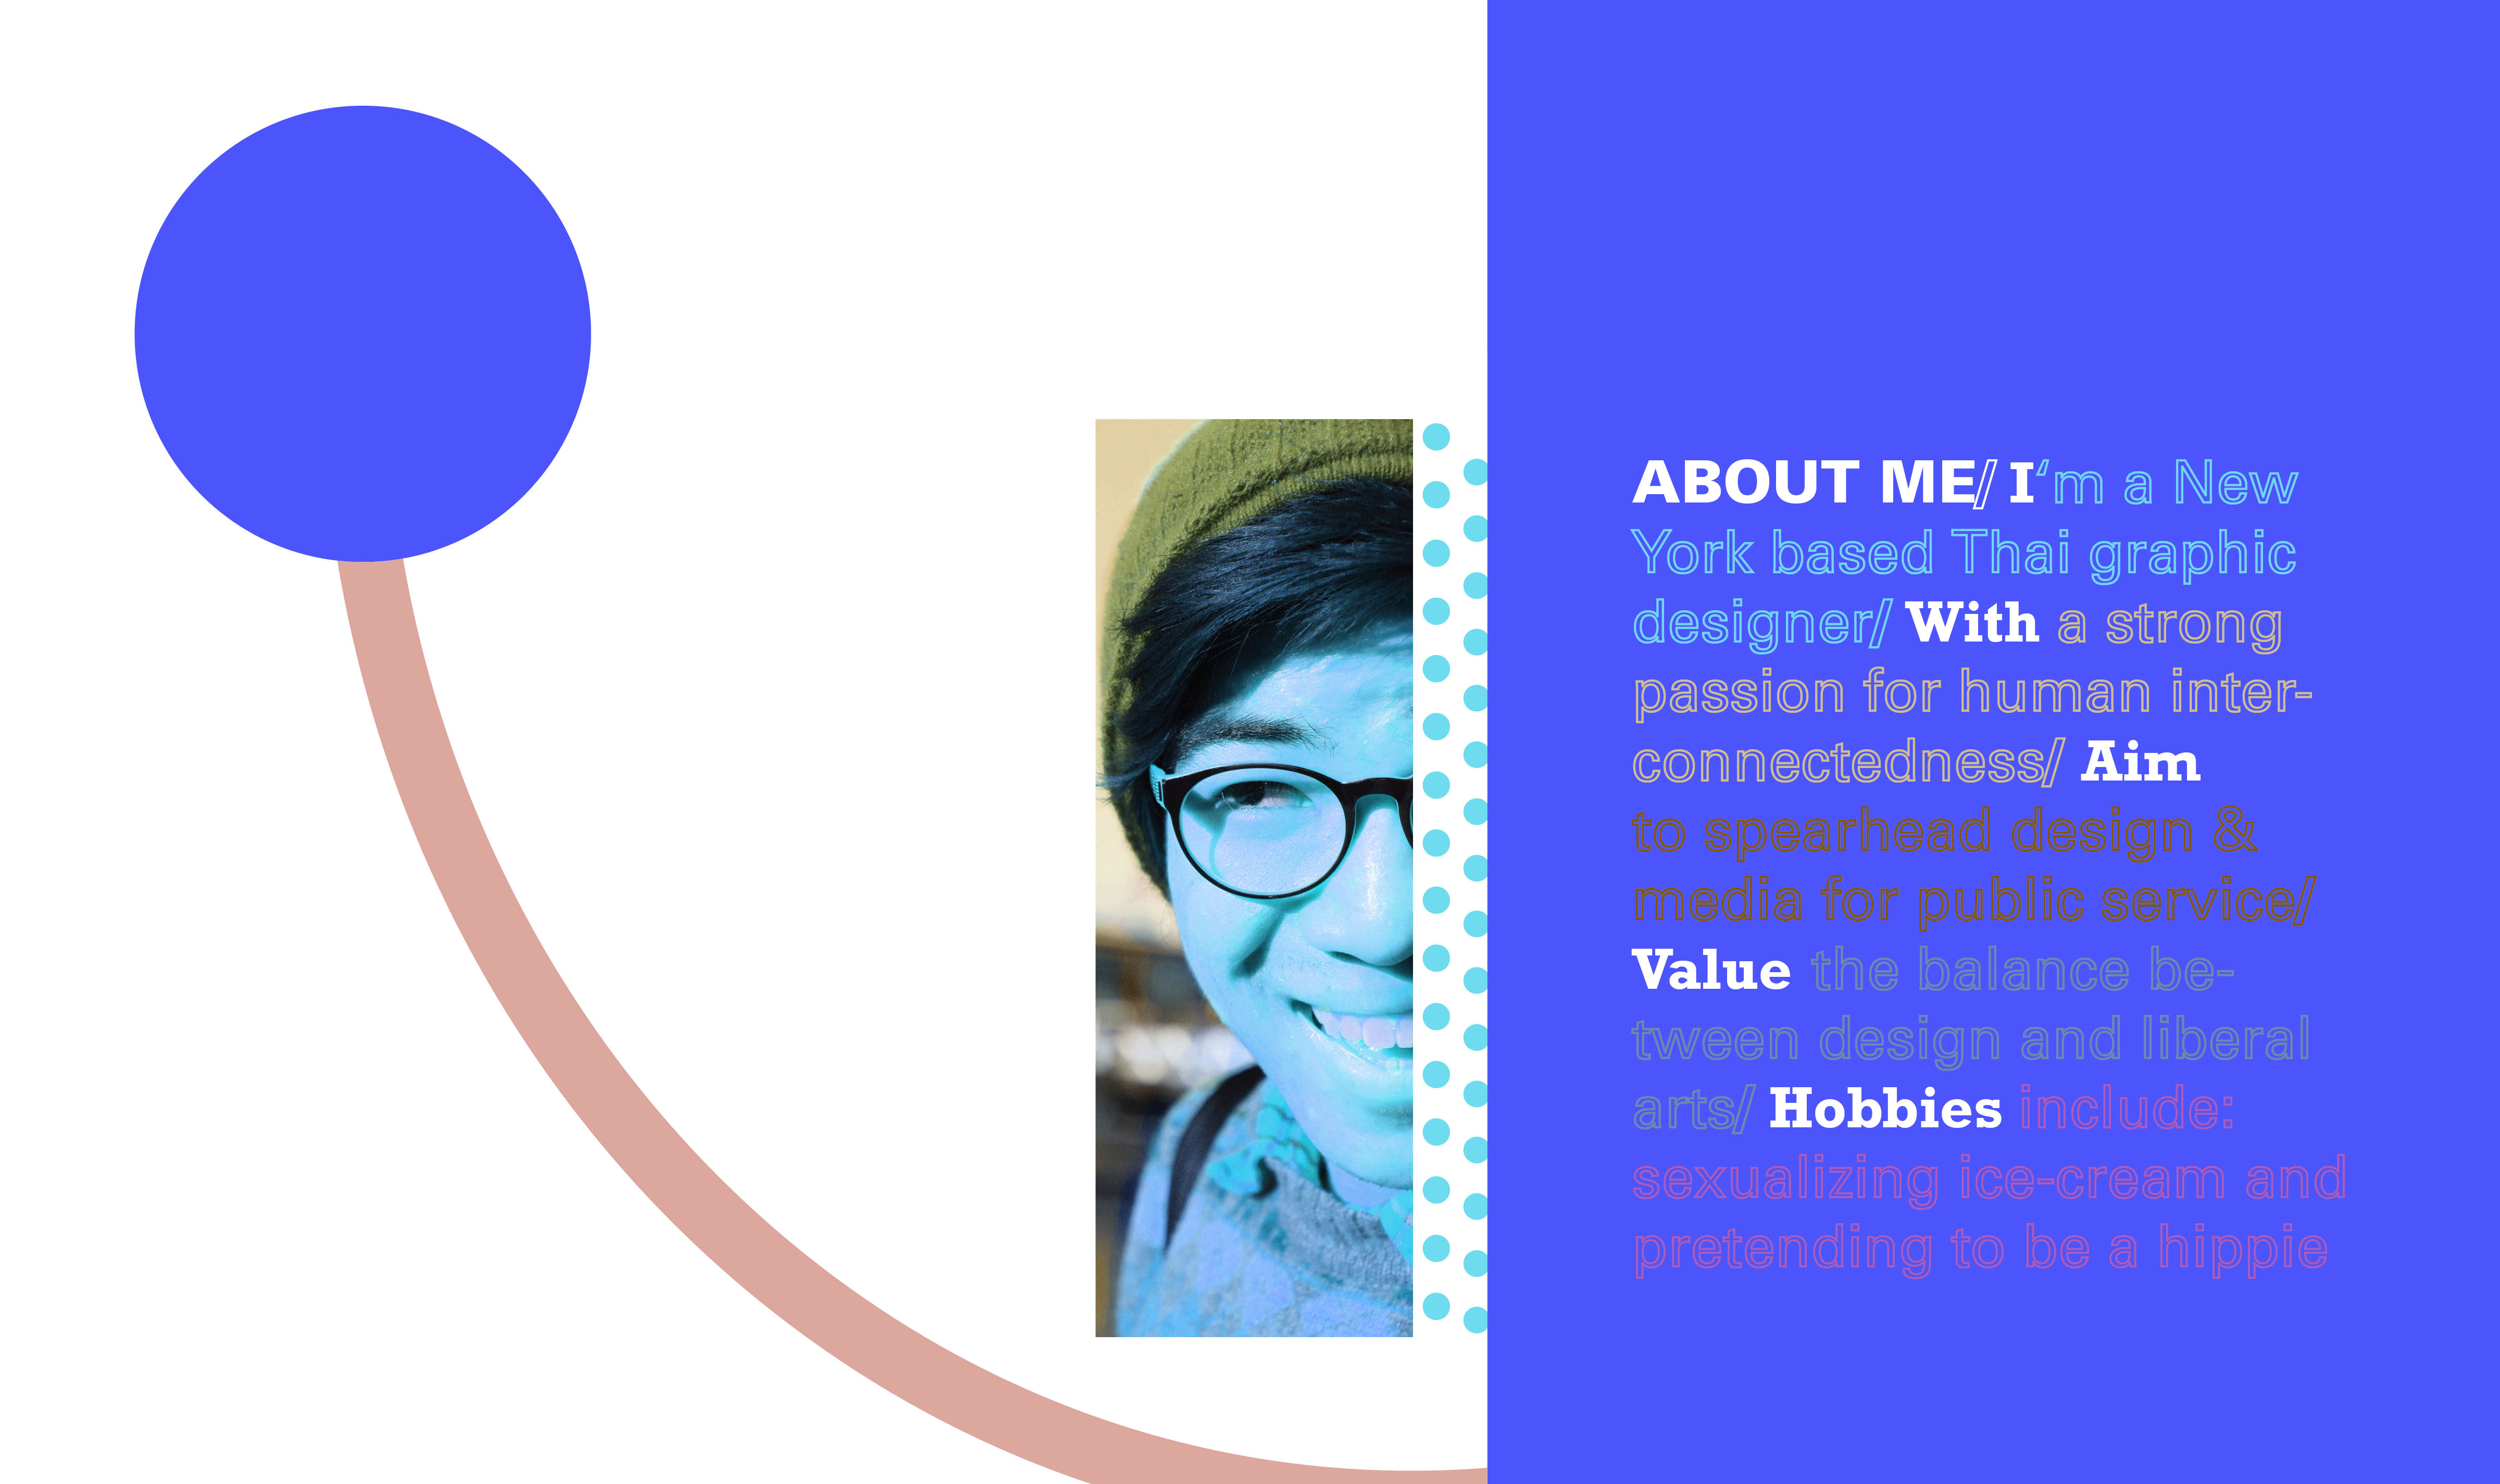 ABOUT ME/ I‘m a New
York based Thai graphic
designer/ With a strong
passion for human inter-
connectedness/ Aim
to spearhead design &
media for public service/
Value the balance be-
tween design and liberal
arts/ Hobbies include:
sexualizing ice-cream and
pretending to be a hippie